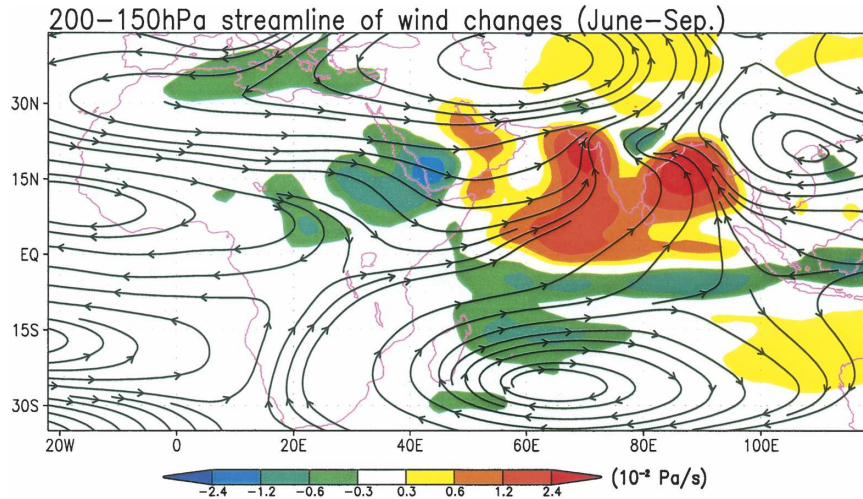 200-150hPa streamline of wind changes (June-Sep.)
30N
15N
EQ
15S
30S
20W 0 20E 40E 60E 80E 100E
-2.4 -1.2 -0.6 -0.3 0.3 0.6 1.2 2.4 (10⁻² Pa/s)